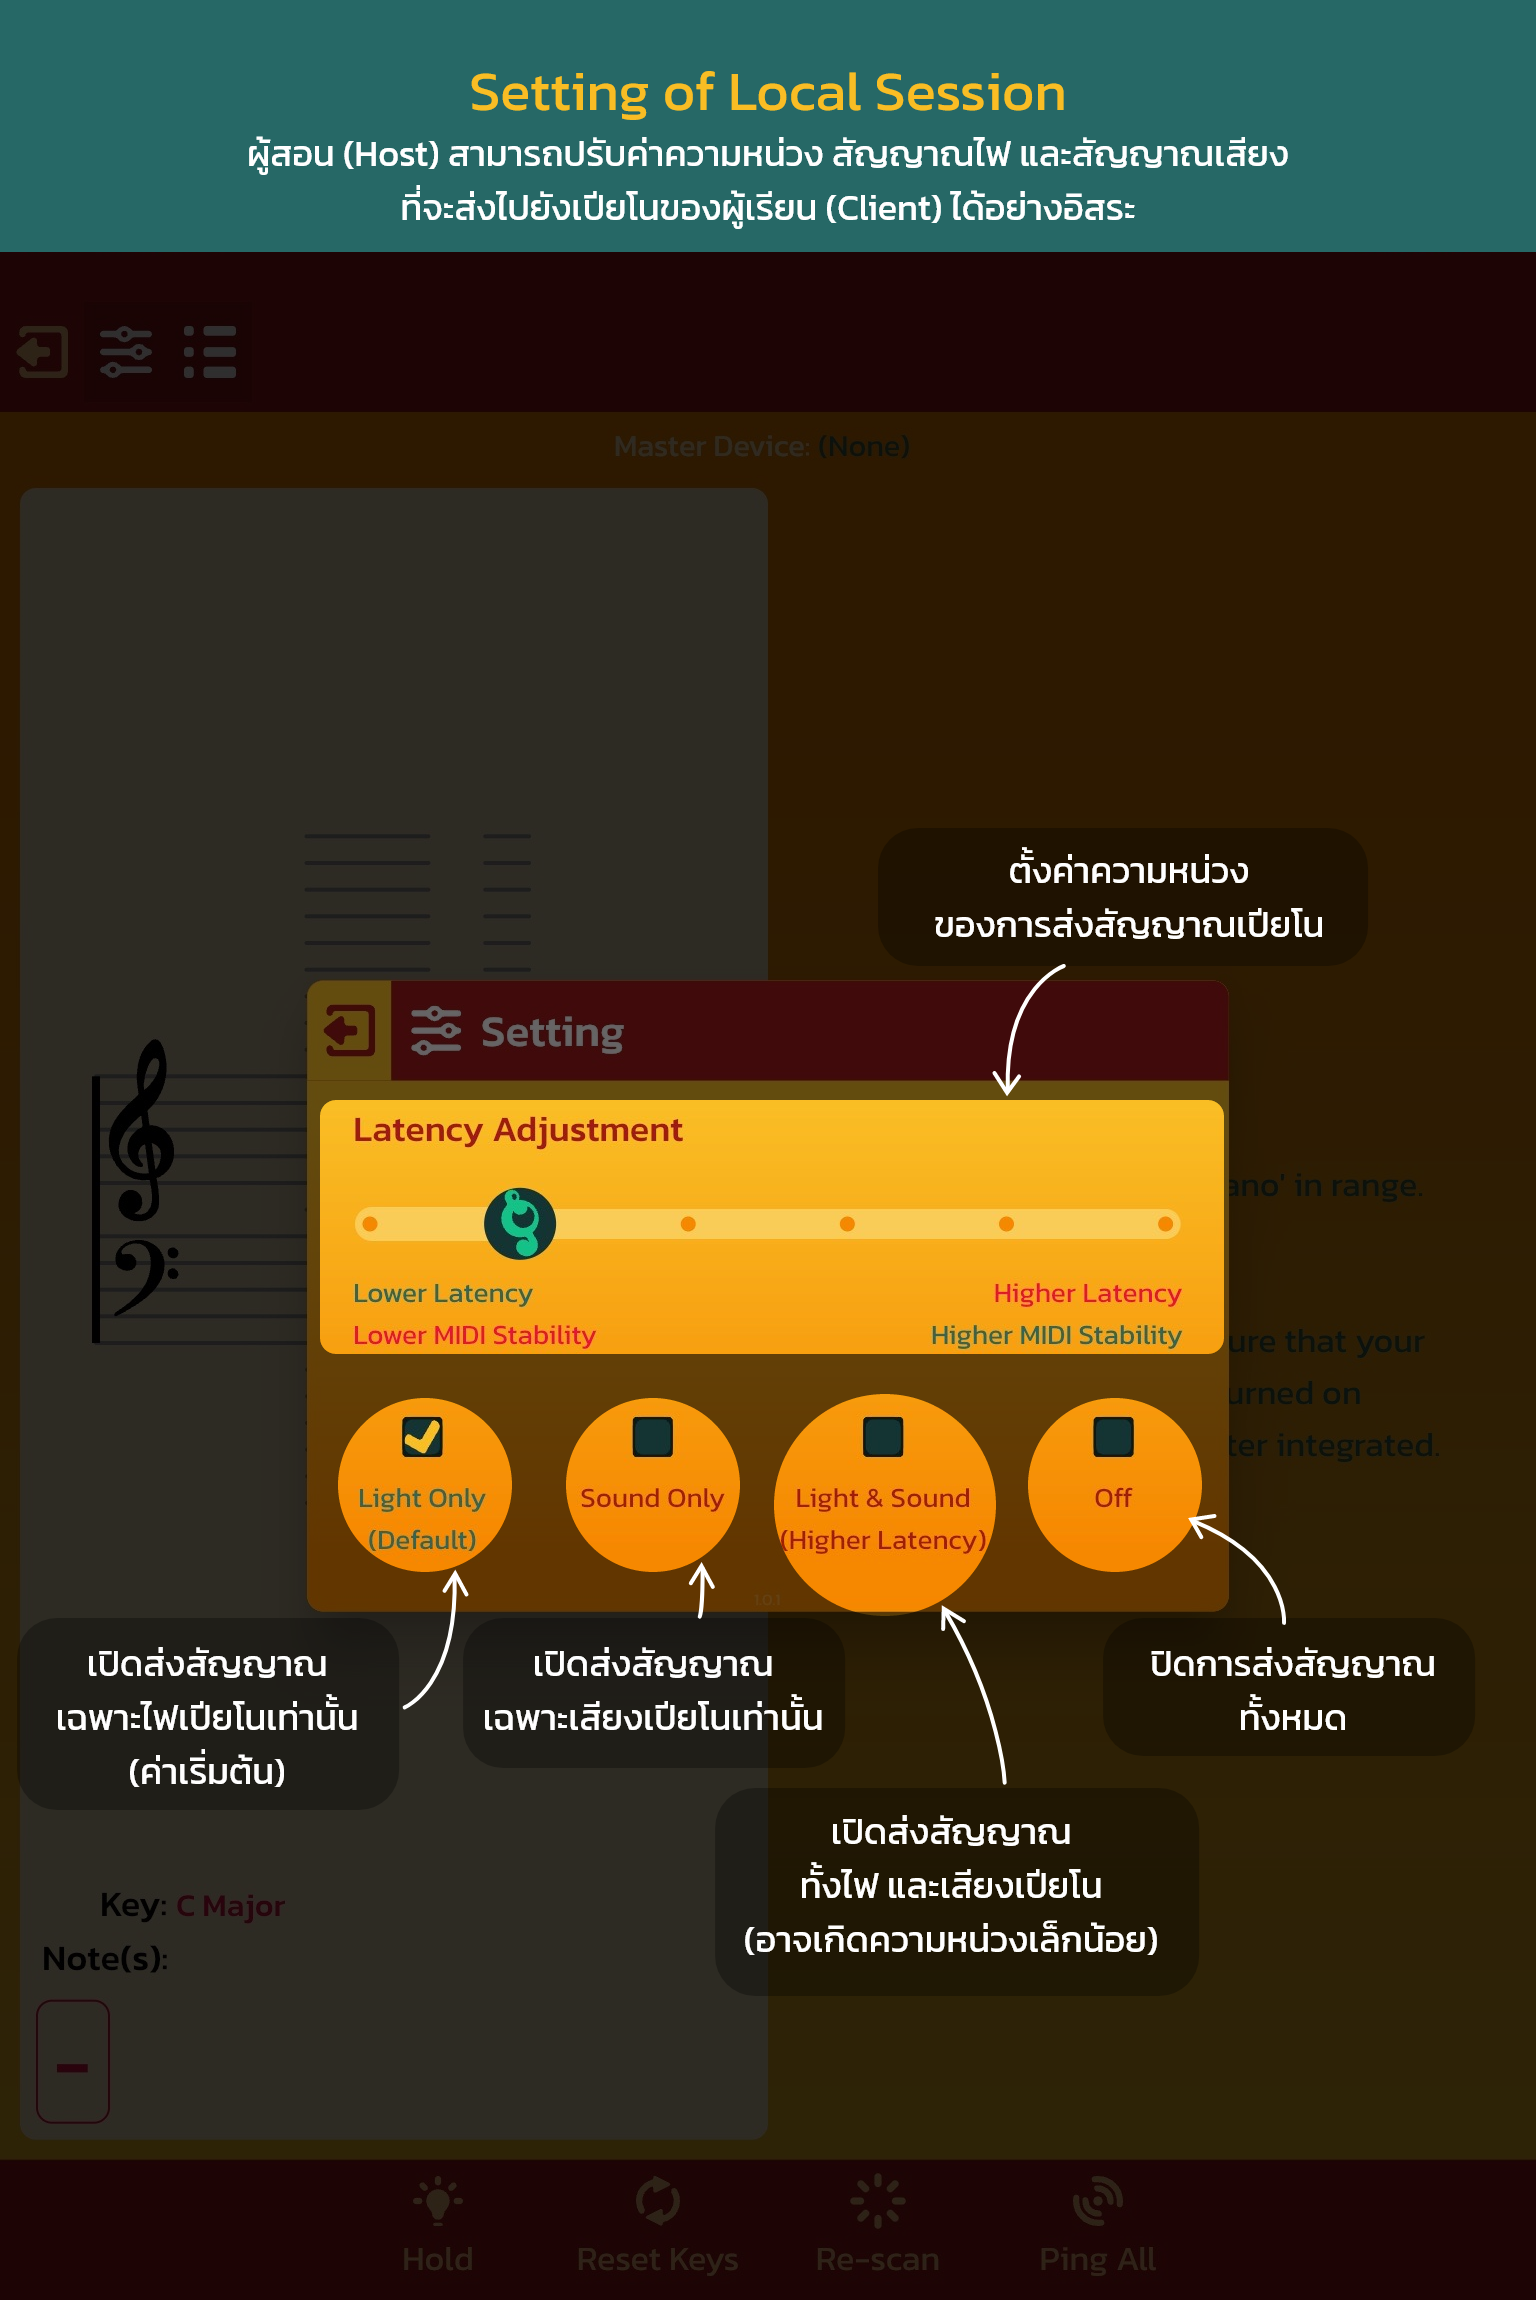 Setting of Local Session
ผู้สอน (Host) สามารถปรับค่าความหน่วง สัญญาณไฟ และสัญญาณเสียง
ที่จะส่งไปยังเปียโนของผู้เรียน (Client) ได้อย่างอิสระ
Master Device: (None)
ตั้งค่าความหน่วง
ของการส่งสัญญาณเปียโน
Setting
Latency Adjustment
ano' in range.
Lower Latency
Higher Latency
Lower MIDI Stability
Higher MIDI Stability
ure that your
urned on
ter integrated.
Light Only
(Default)
Sound Only
Light & Sound
(Higher Latency)
Off
1.0.1
เปิดส่งสัญญาณ
เฉพาะไฟเปียโนเท่านั้น
(ค่าเริ่มต้น)
เปิดส่งสัญญาณ
เฉพาะเสียงเปียโนเท่านั้น
ปิดการส่งสัญญาณ
ทั้งหมด
เปิดส่งสัญญาณ
ทั้งไฟ และเสียงเปียโน
(อาจเกิดความหน่วงเล็กน้อย)
Key: C Major
Note(s):
–
Hold
Reset Keys
Re-scan
Ping All